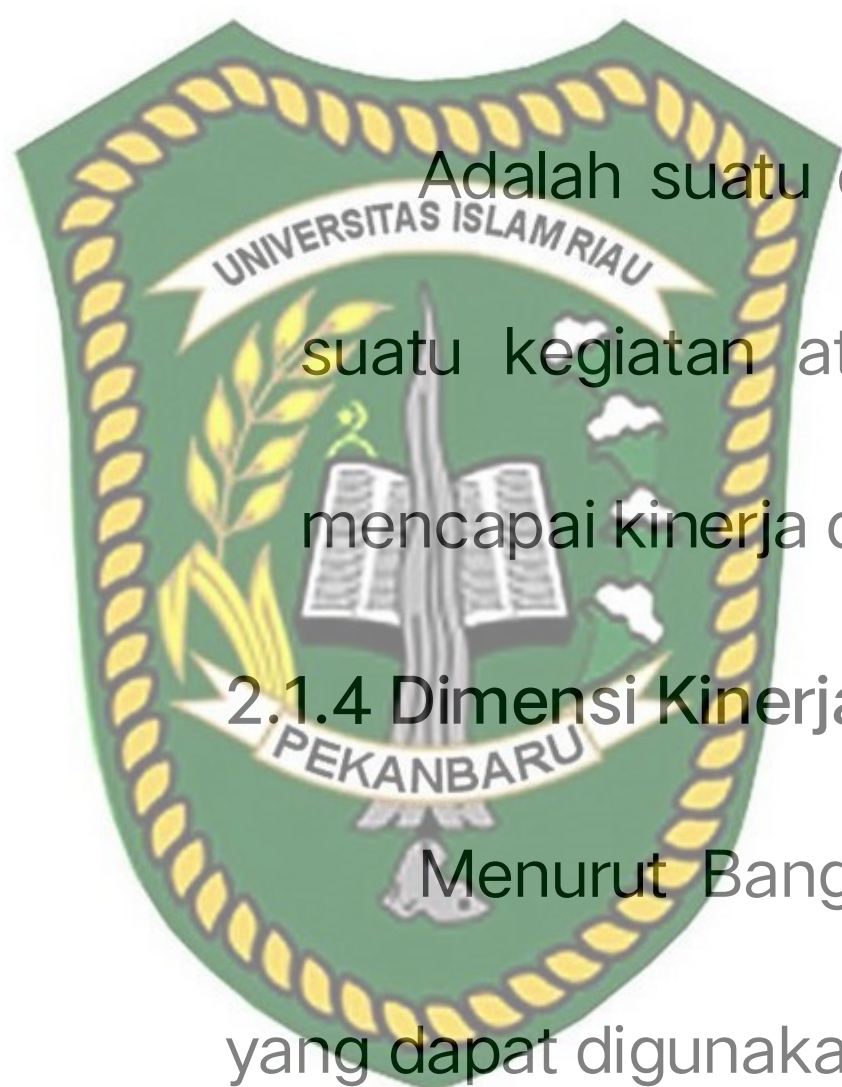 Adalah suatu
UNIVERSITAS ISLAM RIAU
suatu kegiatan at
mencapai kinerja d
2.1.4 Dimensi Kinerja
PEKANBARU
Menurut Bang
yang dapat digunaka